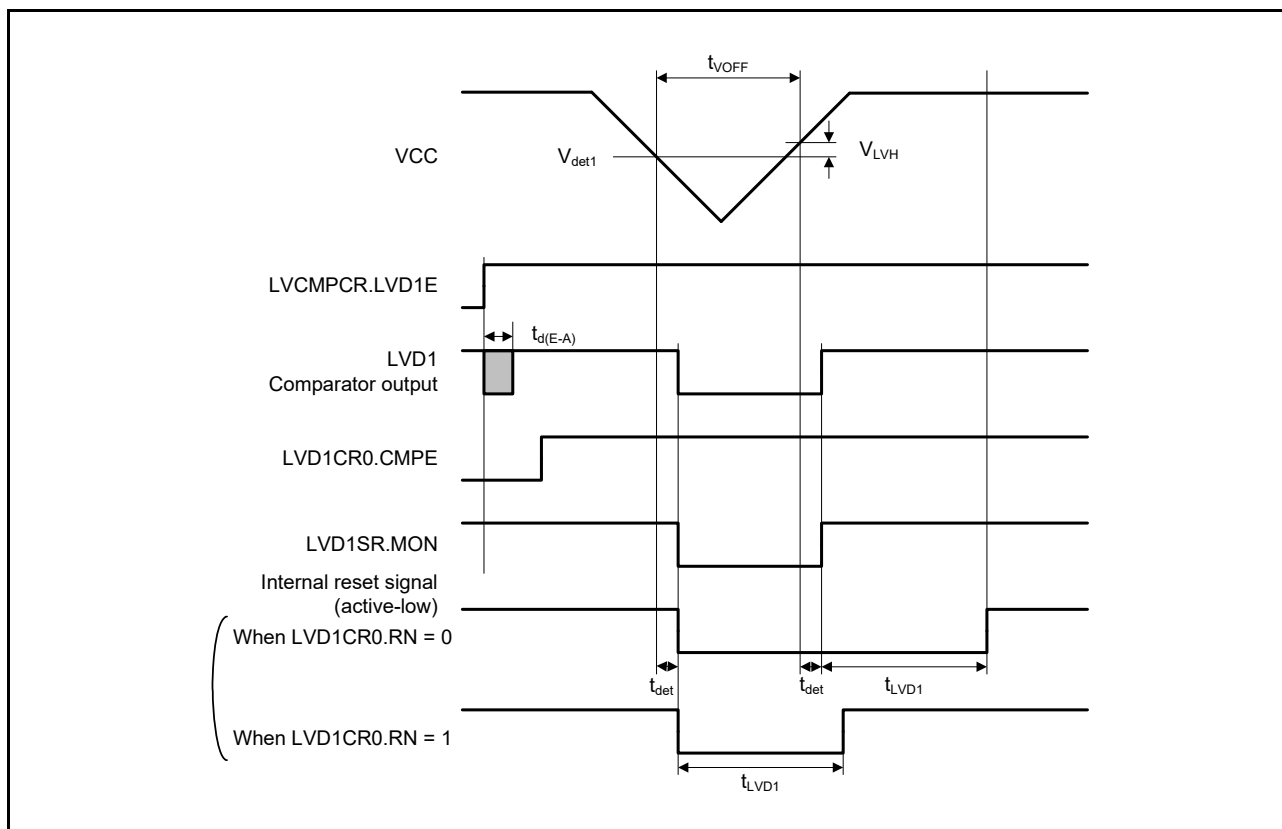 tVOFF
VCC
Vdet1
VLVH
LVCMPCR.LVD1E
td(E-A)
LVD1
Comparator output
LVD1CR0.CMPE
LVD1SR.MON
Internal reset signal
(active-low)
When LVD1CR0.RN = 0
tdet
tdet
tLVD1
When LVD1CR0.RN = 1
tLVD1